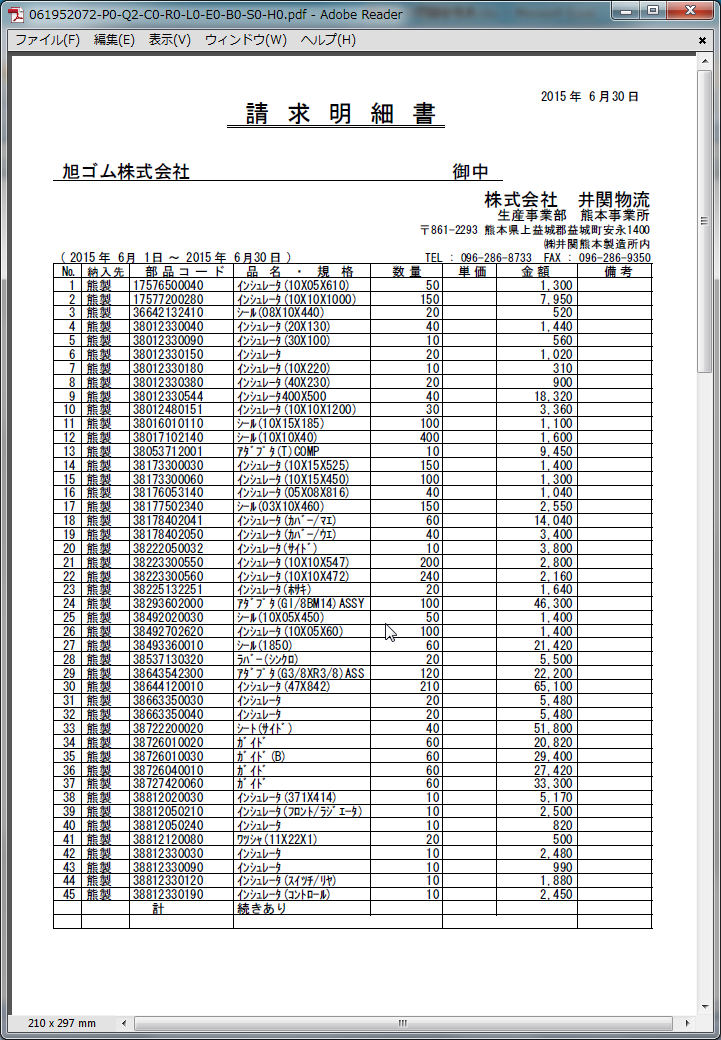 061952072-P0-Q2-C0-R0-L0-E0-B0-S0-H0.pdf - Adobe Reader
ファイル(F) 編集(E) 表示(V) ウィンドウ(W) ヘルプ(H)
2015年 6月30日
請 求 明 細 書
旭ゴム株式会社 御中
株式会社 井関物流
生産事業部 熊本事業所
〒861-2293 熊本県上益城郡益城町安永1400
㈱井関熊本製造所内
( 2015年 6月 1日 ～ 2015年 6月30日 ) TEL : 096-286-8733 FAX : 096-286-9350
№ 納入先 部品コード 品 名 ・ 規 格 数 量 単 価 金 額 備 考
1 熊製 17576500040 ｲﾝｼｭﾚｰﾀ(10X05X610) 50 1,300
2 熊製 17577200280 ｲﾝｼｭﾚｰﾀ(10X10X1000) 150 7,950
3 熊製 36642132410 ｼｰﾙ(08X10X440) 20 520
4 熊製 38012330040 ｲﾝｼｭﾚｰﾀ(20X130) 40 1,440
5 熊製 38012330090 ｲﾝｼｭﾚｰﾀ(30X100) 10 560
6 熊製 38012330150 ｲﾝｼｭﾚｰﾀ 20 1,020
7 熊製 38012330180 ｲﾝｼｭﾚｰﾀ(10X220) 10 310
8 熊製 38012330380 ｲﾝｼｭﾚｰﾀ(40X230) 20 900
9 熊製 38012330544 ｲﾝｼｭﾚｰﾀ400X500 40 18,320
10 熊製 38012480151 ｲﾝｼｭﾚｰﾀ(10X10X1200) 30 3,360
11 熊製 38016010110 ｼｰﾙ(10X15X185) 100 1,100
12 熊製 38017102140 ｼｰﾙ(10X10X40) 400 1,600
13 熊製 38053712001 ｱﾀﾞﾌﾟﾀ(T)COMP 10 9,450
14 熊製 38173300030 ｲﾝｼｭﾚｰﾀ(10X15X525) 150 1,400
15 熊製 38173300060 ｲﾝｼｭﾚｰﾀ(10X15X450) 100 1,300
16 熊製 38176053140 ｲﾝｼｭﾚｰﾀ(05X08X816) 40 1,040
17 熊製 38177502340 ｼｰﾙ(03X10X460) 150 2,550
18 熊製 38178402041 ｲﾝｼｭﾚｰﾀ(ｶﾊﾞｰ/ﾏｴ) 60 14,040
19 熊製 38178402050 ｲﾝｼｭﾚｰﾀ(ｶﾊﾞｰ/ｳｴ) 40 3,400
20 熊製 38222050032 ｲﾝｼｭﾚｰﾀ(ｻｲﾄﾞ) 10 3,800
21 熊製 38223300550 ｲﾝｼｭﾚｰﾀ(10X10X547) 200 2,800
22 熊製 38223300560 ｲﾝｼｭﾚｰﾀ(10X10X472) 240 2,160
23 熊製 38225132251 ｲﾝｼｭﾚｰﾀ(ﾎｻｷ) 20 1,640
24 熊製 38293602000 ｱﾀﾞﾌﾟﾀ(G1/8BM14)ASSY 100 46,300
25 熊製 38492020030 ｼｰﾙ(10X05X450) 50 1,400
26 熊製 38492702620 ｲﾝｼｭﾚｰﾀ(10X05X60) 100 1,400
27 熊製 38493360010 ｼｰﾙ(1850) 60 21,420
28 熊製 38537130320 ﾗﾊﾞｰ(ｼﾝｸﾛ) 20 5,500
29 熊製 38643542300 ｱﾀﾞﾌﾟﾀ(G3/8XR3/8)ASS 120 22,200
30 熊製 38644120010 ｲﾝｼｭﾚｰﾀ(47X842) 210 65,100
31 熊製 38663350030 ｲﾝｼｭﾚｰﾀ 20 5,480
32 熊製 38663350040 ｲﾝｼｭﾚｰﾀ 20 5,480
33 熊製 38722200020 ｼｰﾄ(ｻｲﾄﾞ) 40 51,800
34 熊製 38726010020 ｶﾞｲﾄﾞ 60 20,820
35 熊製 38726010030 ｶﾞｲﾄﾞ(B) 60 29,400
36 熊製 38726040010 ｶﾞｲﾄﾞ 60 27,420
37 熊製 38727420060 ｶﾞｲﾄﾞ 60 33,300
38 熊製 38812020030 ｲﾝｼｭﾚｰﾀ(371X414) 10 5,170
39 熊製 38812050210 ｲﾝｼｭﾚｰﾀ(ﾌﾛﾝﾄ/ﾗｼﾞｴｰﾀ) 10 2,500
40 熊製 38812050240 ｲﾝｼｭﾚｰﾀ 10 820
41 熊製 38812120080 ﾜﾂｼﾔ(11X22X1) 20 500
42 熊製 38812330030 ｲﾝｼｭﾚｰﾀ 10 2,480
43 熊製 38812330090 ｲﾝｼｭﾚｰﾀ 10 990
44 熊製 38812330120 ｲﾝｼｭﾚｰﾀ(ｽｲﾂﾁ/ﾘﾔ) 10 1,880
45 熊製 38812330190 ｲﾝｼｭﾚｰﾀ(ｺﾝﾄﾛｰﾙ) 10 2,450
計 続きあり
210 x 297 mm